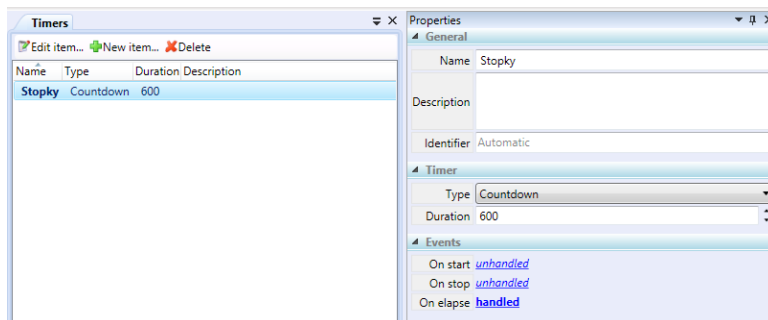 Timers
Edit item... New item... Delete
Name Type Duration Description
Stopky Countdown 600
Properties
General
Name Stopky
Description
Identifier Automatic
Timer
Type Countdown
Duration 600
Events
On start unhandled
On stop unhandled
On elapse handled